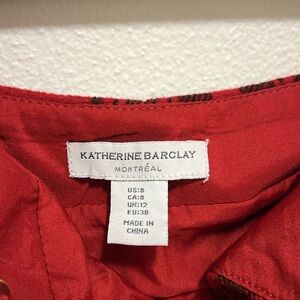 KATHERINE BARCLAY
MONTRÉAL
US:8
CA:8
UK:12
EU:38
MADE IN
CHINA